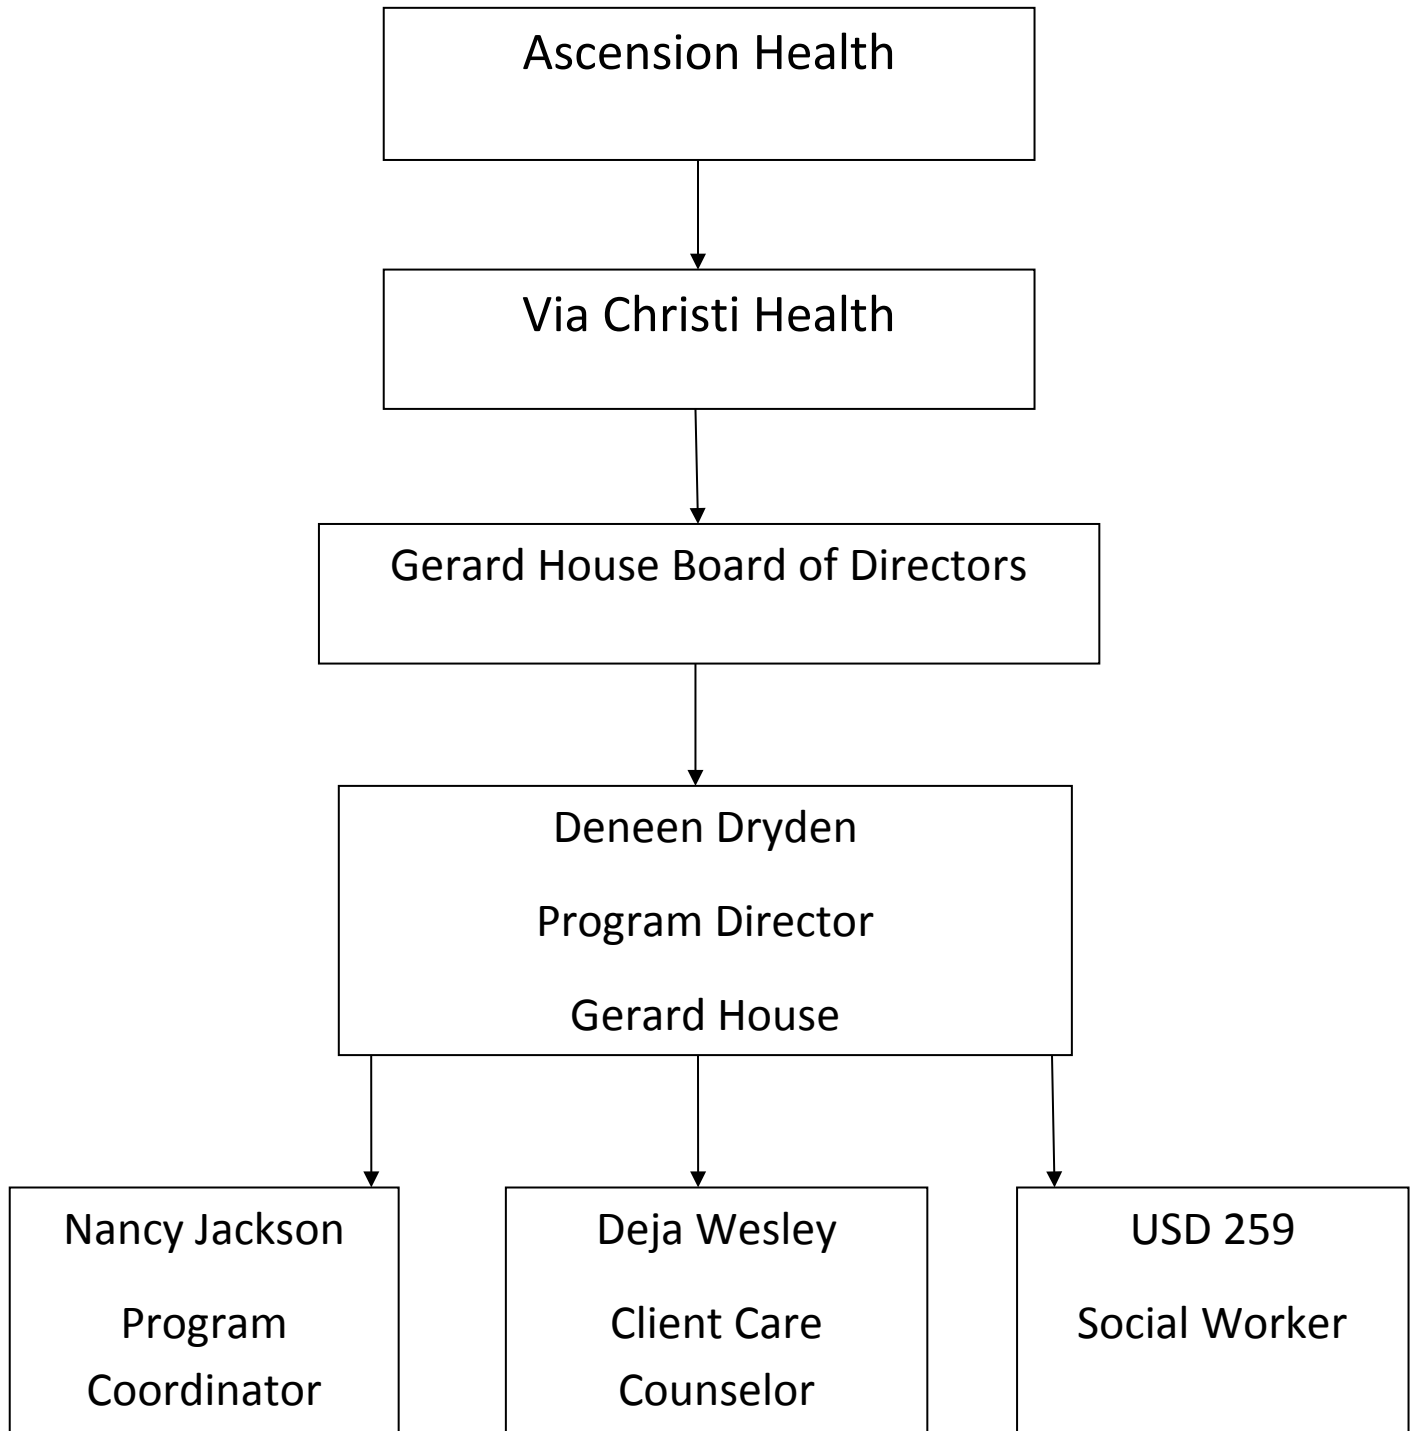 Ascension Health
Via Christi Health
Gerard House Board of Directors
Deneen Dryden
Program Director
Gerard House
Nancy Jackson
Program
Coordinator
Deja Wesley
Client Care
Counselor
USD 259
Social Worker